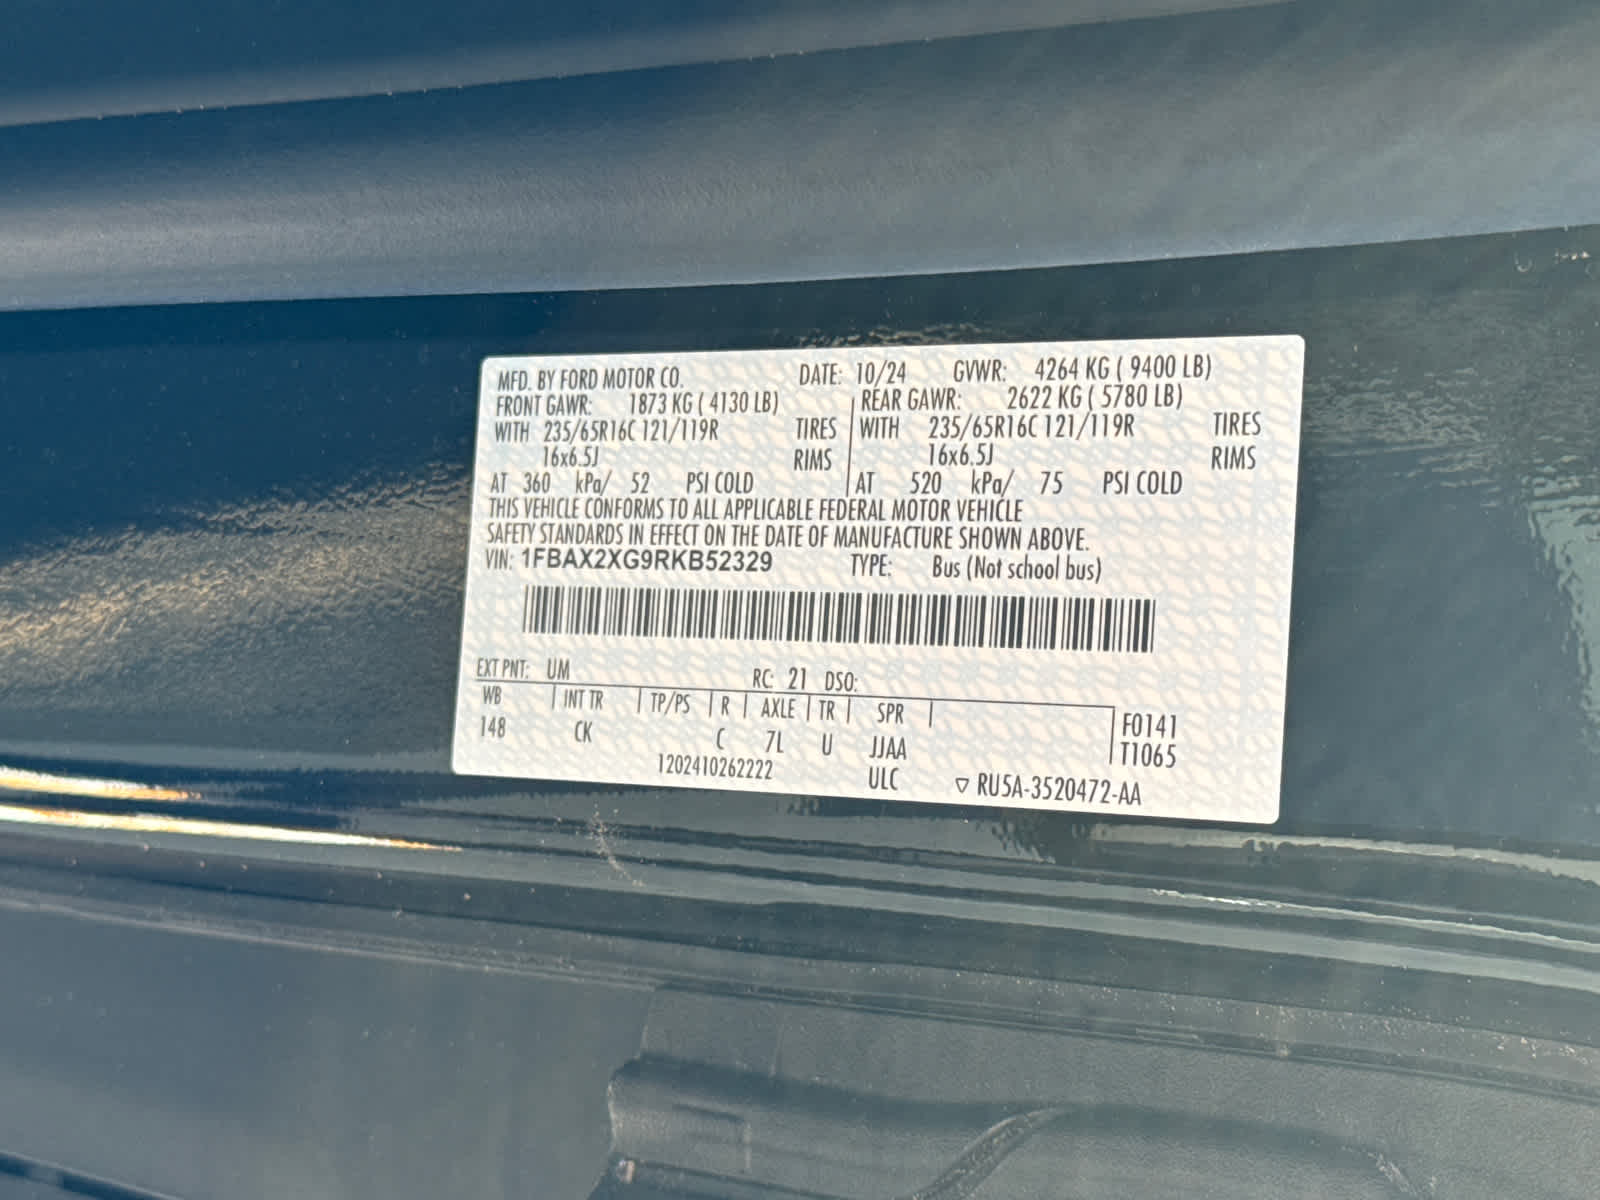 MFD. BY FORD MOTOR CO. DATE: 10/24 GVWR: 4264 KG ( 9400 LB)
FRONT GAWR: 1873 KG ( 4130 LB) REAR GAWR: 2622 KG ( 5780 LB)
WITH 235/65R16C 121/119R TIRES WITH 235/65R16C 121/119R TIRES
16x6.5J RIMS 16x6.5J RIMS
AT 360 kPa/ 52 PSI COLD AT 520 kPa/ 75 PSI COLD
THIS VEHICLE CONFORMS TO ALL APPLICABLE FEDERAL MOTOR VEHICLE
SAFETY STANDARDS IN EFFECT ON THE DATE OF MANUFACTURE SHOWN ABOVE.
VIN: 1FBAX2XG9RKB52329 TYPE: Bus (Not school bus)
EXT PNT: UM RC: 21 DSO:
WB INT TR TP/PS R AXLE TR SPR F0141
148 CK C 7L U JJAA T1065
1202410262222 ULC ▽ RU5A-3520472-AA